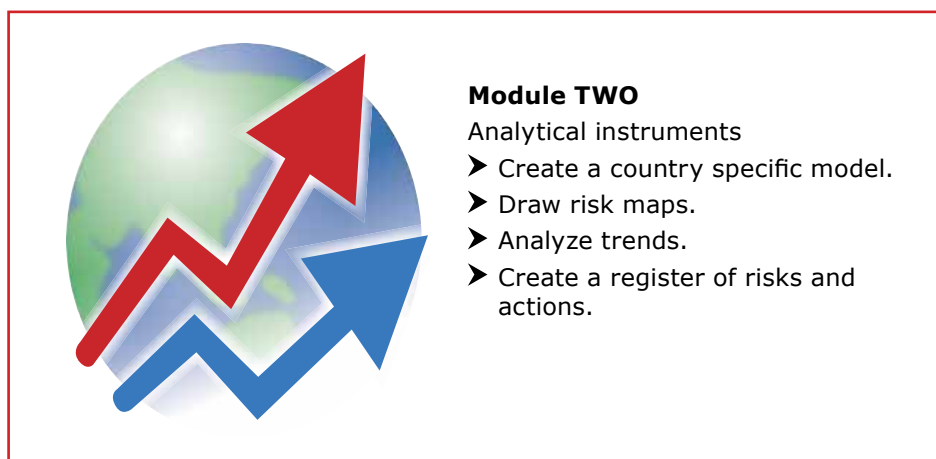 Module TWO
Analytical instruments
➤ Create a country specific model.
➤ Draw risk maps.
➤ Analyze trends.
➤ Create a register of risks and
actions.